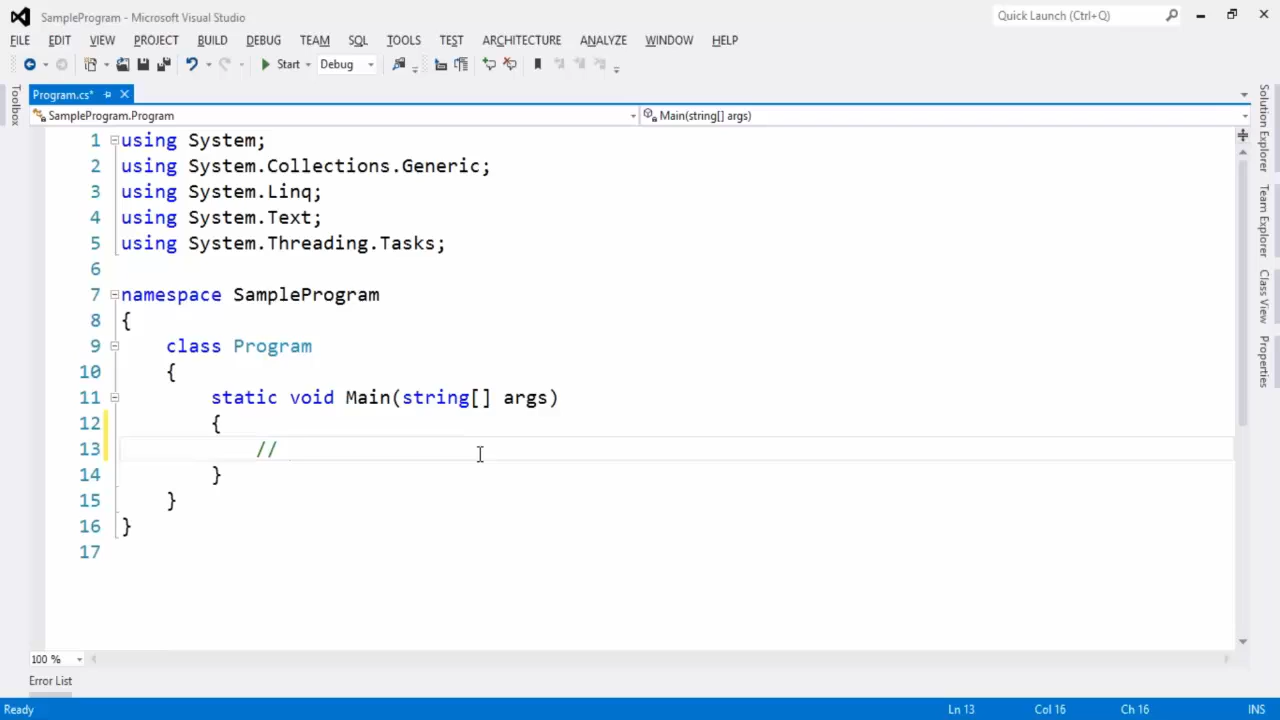 SampleProgram - Microsoft Visual Studio
Quick Launch (Ctrl+Q)
FILE EDIT VIEW PROJECT BUILD DEBUG TEAM SQL TOOLS TEST ARCHITECTURE ANALYZE WINDOW HELP
Start Debug
Program.cs*
SampleProgram.Program Main(string[] args)
1 using System;
2 using System.Collections.Generic;
3 using System.Linq;
4 using System.Text;
5 using System.Threading.Tasks;
6
7 namespace SampleProgram
8 {
9 class Program
10 {
11 static void Main(string[] args)
12 {
13 //
14 }
15 }
16 }
17
100 %
Error List
Ready Ln 13 Col 16 Ch 16 INS
Toolbox
Solution Explorer
Team Explorer
Class View
Properties